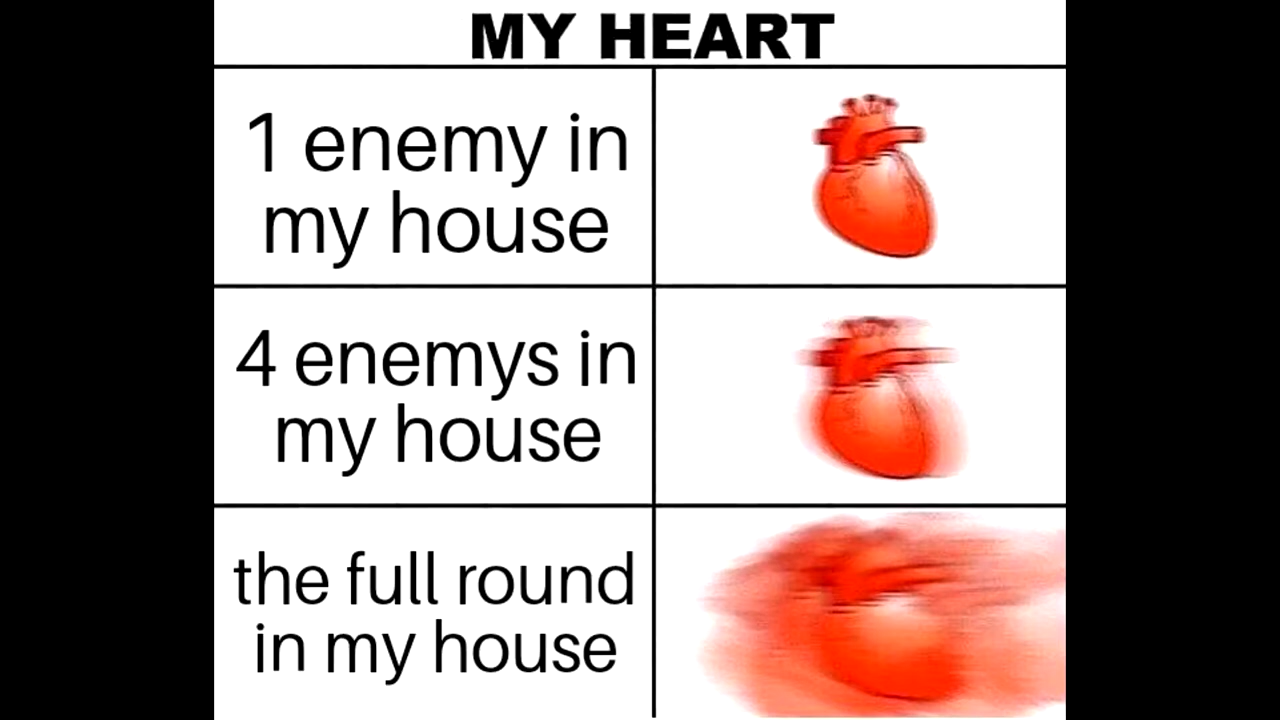 MY HEART
1 enemy in
my house
4 enemys in
my house
the full round
in my house